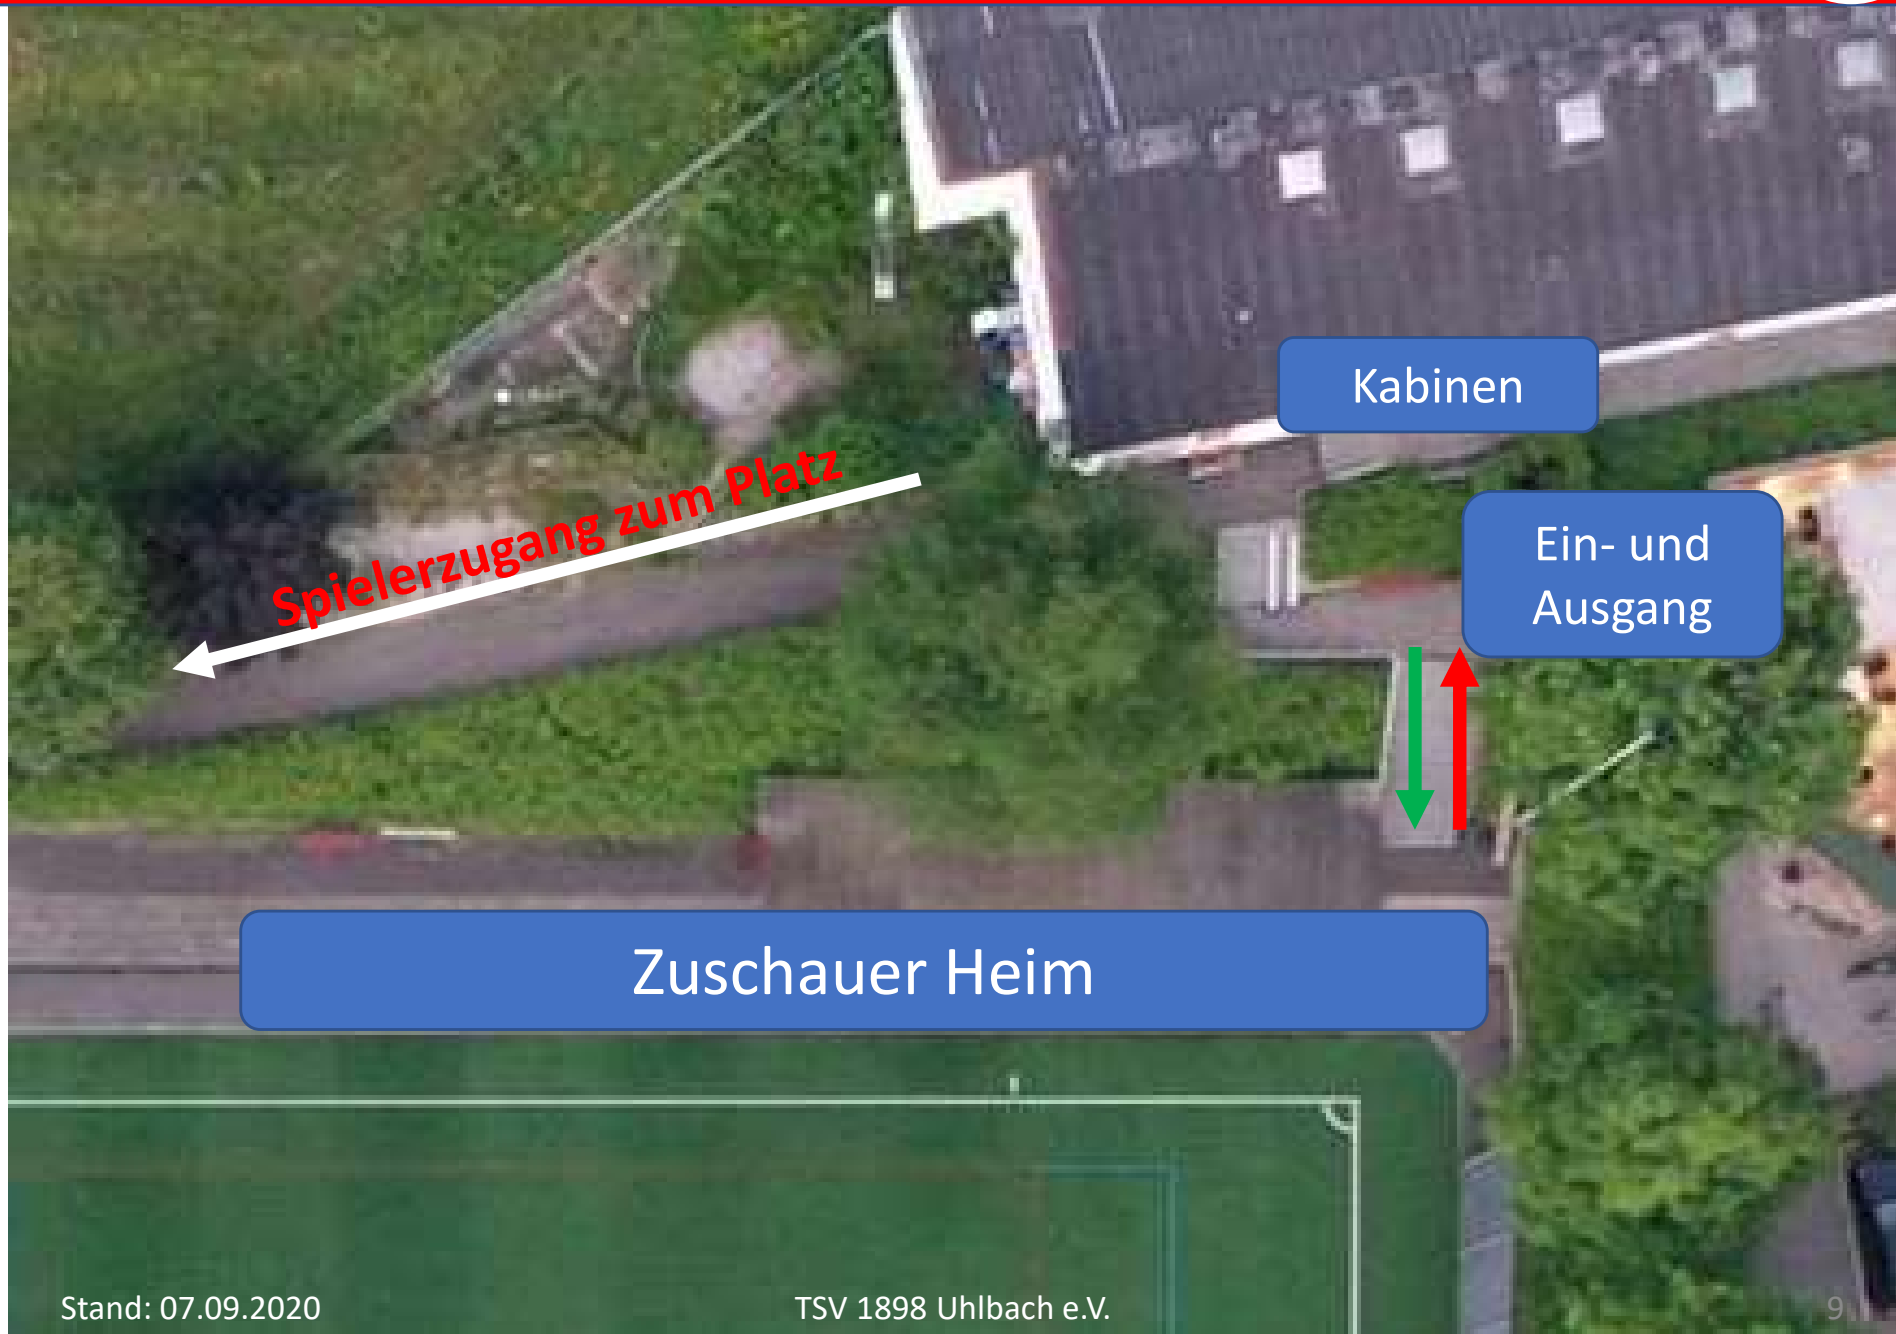 Kabinen
Spielerzugang zum Platz
Ein- und
Ausgang
Zuschauer Heim
Stand: 07.09.2020
TSV 1898 Uhlbach e.V.
9